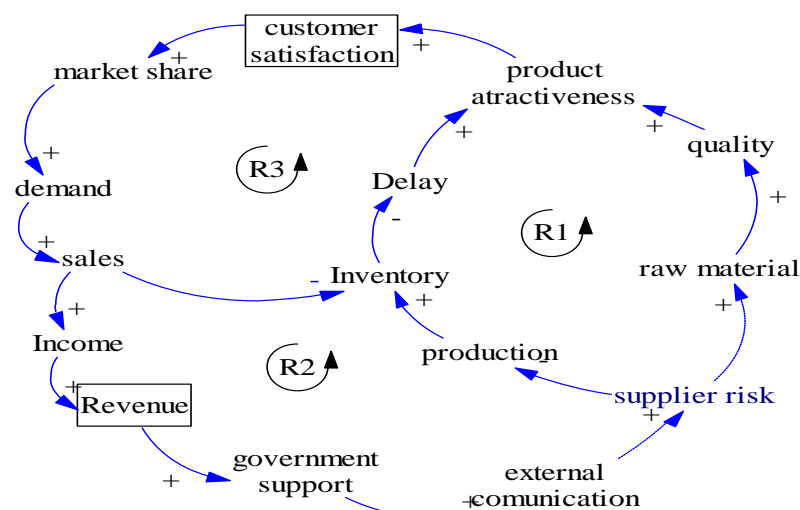 customer
satisfaction
+
+
market share
product
atractiveness
+
+
+
quality
R3
Delay
demand
-
+
+
R1
sales
- Inventory
raw material
+
+
+
Income
production
-
R2
supplier risk
+
+
Revenue
government
support
+
external
+
comunication